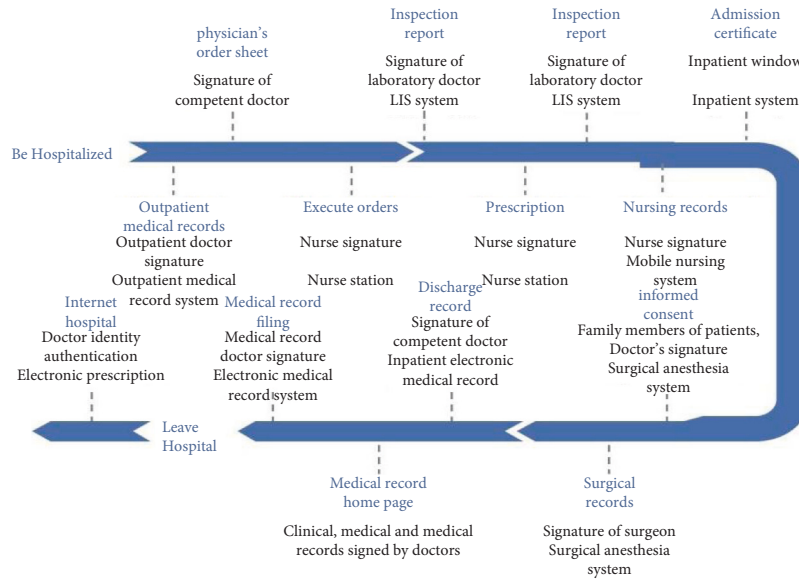 physician's
order sheet
Signature of
competent doctor
Inspection
report
Signature of
laboratory doctor
LIS system
Inspection
report
Signature of
laboratory doctor
LIS system
Admission
certificate
Inpatient window
Inpatient system
Be Hospitalized
Outpatient
medical records
Outpatient doctor
signature
Outpatient medical
record system
Execute orders
Nurse signature
Nurse station
Prescription
Nurse signature
Nurse station
Nursing records
Nurse signature
Mobile nursing
system
Internet
hospital
Doctor identity
authentication
Electronic prescription
Medical record
filing
Medical record
doctor signature
Electronic medical
record system
Discharge
record
Signature of
competent doctor
Inpatient electronic
medical record
informed
consent
Family members of patients,
Doctor's signature
Surgical anesthesia
system
Leave
Hospital
Medical record
home page
Clinical, medical and medical
records signed by doctors
Surgical
records
Signature of surgeon
Surgical anesthesia
system